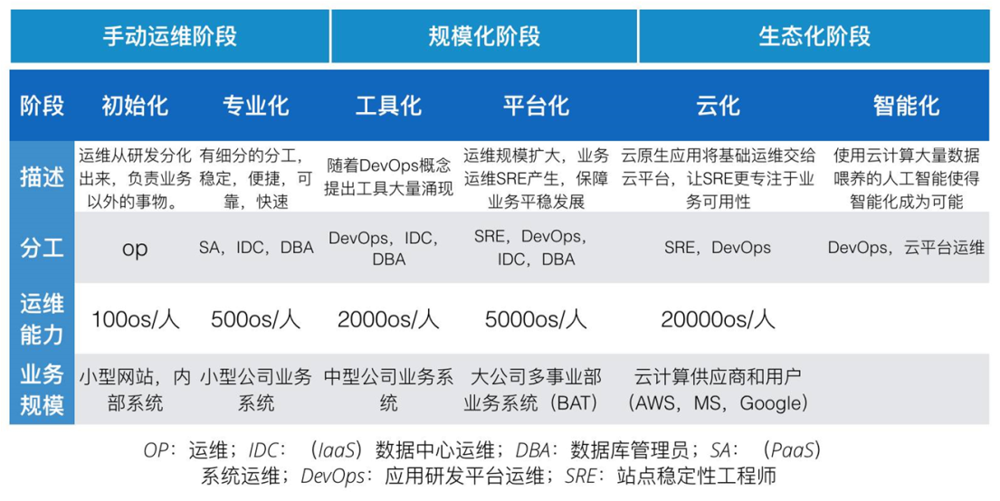 手动运维阶段 规模化阶段 生态化阶段
阶段 初始化 专业化 工具化 平台化 云化 智能化
描述
运维从研发分化
出来，负责业务
以外的事物。
有细分的分工，
稳定，便捷，可
靠，快速
随着DevOps概念
提出工具大量涌现
运维规模扩大，业务
运维SRE产生，保障
业务平稳发展
云原生应用将基础运维交给
云平台，让SRE更专注于业
务可用性
使用云计算大量数据
喂养的人工智能使得
智能化成为可能
分工
op
SA，IDC，DBA
DevOps，IDC，
DBA
SRE，DevOps，
IDC，DBA
SRE，DevOps
DevOps，云平台运维
运维
能力
100os/人
500os/人
2000os/人
5000os/人
20000os/人
业务
规模
小型网站，内
部系统
小型公司业务
系统
中型公司业务系
统
大公司多事业部
业务系统（BAT）
云计算供应商和用户
（AWS，MS，Google）
OP：运维；IDC：（IaaS）数据中心运维；DBA：数据库管理员；SA：（PaaS）
系统运维；DevOps：应用研发平台运维；SRE：站点稳定性工程师